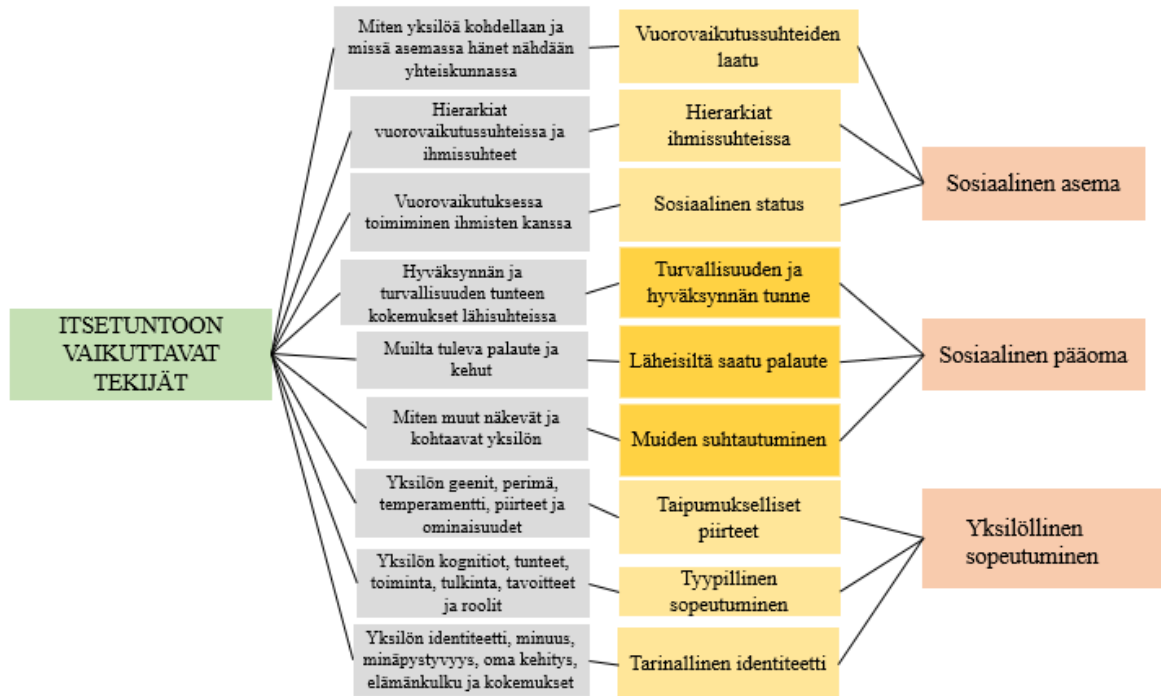 Miten yksilöä kohdellaan ja
missä asemassa hänet nähdään
yhteiskunnassa
Vuorovaikutussuhteiden
laatu
Hierarkiat
vuorovaikutussuhteissa ja
ihmissuhteet
Hierarkiat
ihmissuhteissa
Vuorovaikutuksessa
toimiminen ihmisten kanssa
Sosiaalinen status
Sosiaalinen asema
Hyväksynnän ja
turvallisuuden tunteen
kokemukset lähisuhteissa
Turvallisuuden ja
hyväksynnän tunne
ITSETUNTOON
VAIKUTTAVAT
TEKIJÄT
Muilta tuleva palaute ja
kehut
Läheisiltä saatu palaute
Sosiaalinen pääoma
Miten muut näkevät ja
kohtaavat yksilön
Muiden suhtautuminen
Yksilön geenit, perimä,
temperamentti, piirteet ja
ominaisuudet
Taipumukselliset
piirteet
Yksilöllinen
sopeutuminen
Yksilön kognitiot, tunteet,
toiminta, tulkinta, tavoitteet
ja roolit
Tyypillinen
sopeutuminen
Yksilön identiteetti, minuus,
minäpystyvyys, oma kehitys,
elämänkulku ja kokemukset
Tarinallinen identiteetti